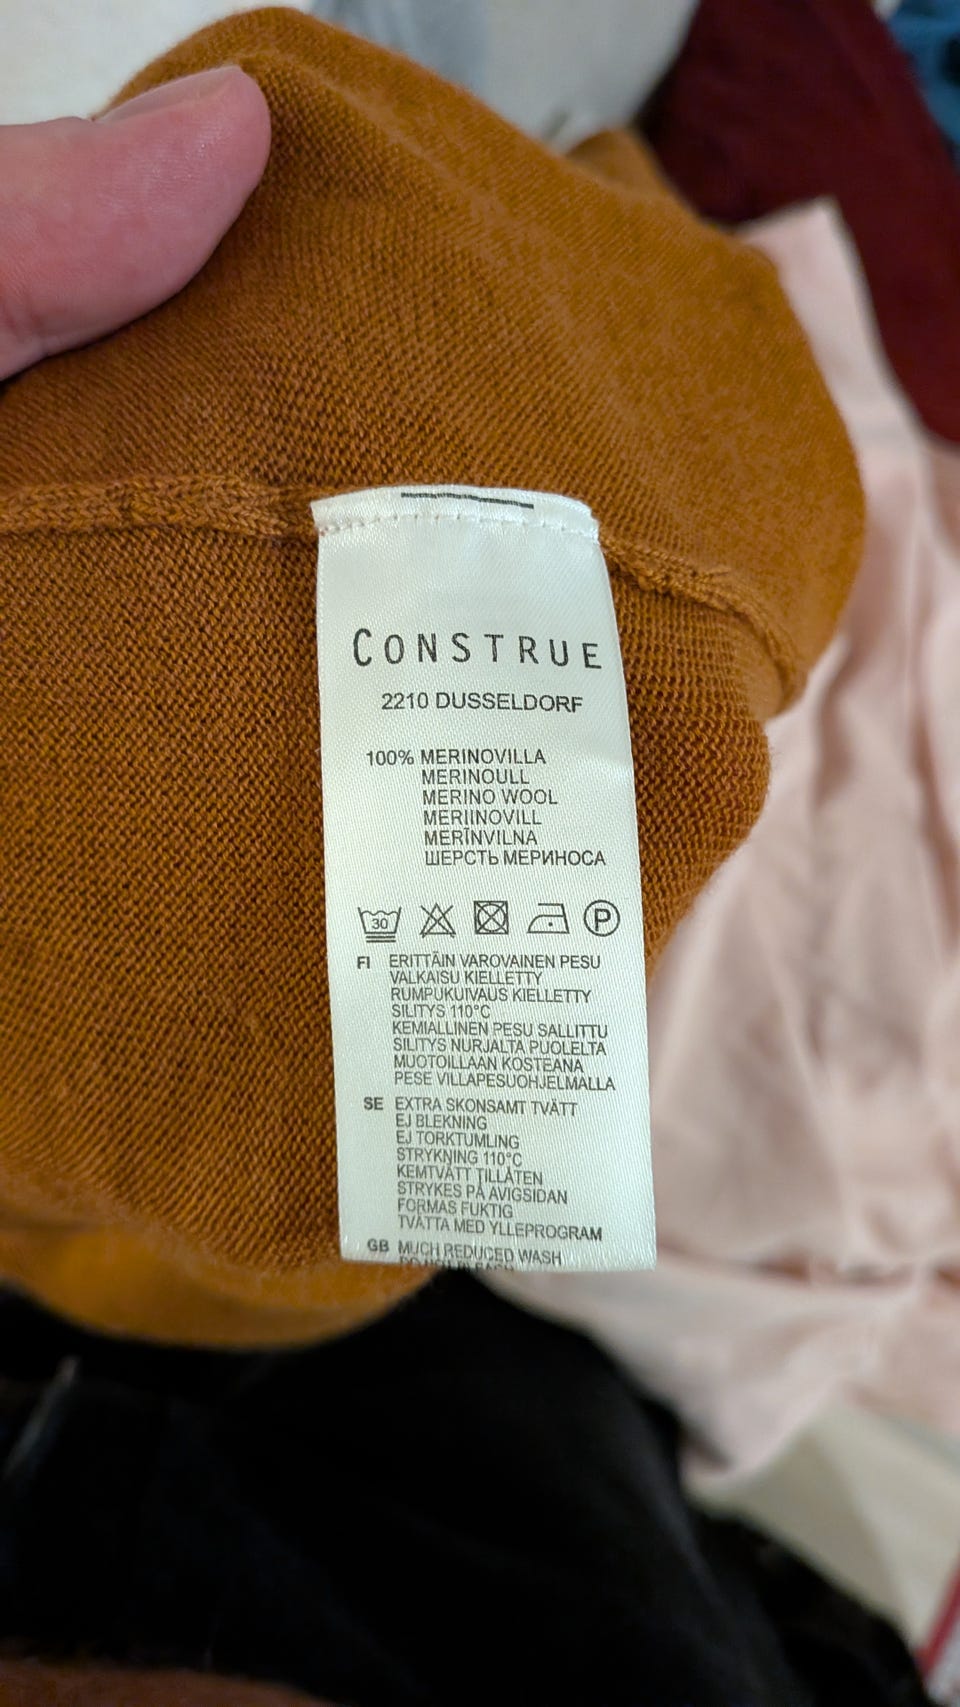 CONSTRUE
2210 DUSSELDORF
100% MERINOVILLA
MERINOULL
MERINO WOOL
MERIINOVILL
MERĪNVILNA
ШЕРСТЬ МЕРИНОСА
30 P
FI ERITTÄIN VAROVAINEN PESU
VALKAISU KIELLETTY
RUMPUKUIVAUS KIELLETTY
SILITYS 110°C
KEMIALLINEN PESU SALLITTU
SILITYS NURJALTA PUOLELTA
MUOTOILLAAN KOSTEANA
PESE VILLAPESUOHJELMALLA
SE EXTRA SKONSAMT TVÄTT
EJ BLEKNING
EJ TORKTUMLING
STRYKNING 110°C
KEMTVÄTT TILLÅTEN
STRYKES PÅ AVIGSIDAN
FORMAS FUKTIG
TVÄTTA MED YLLEPROGRAM
GB MUCH REDUCED WASH